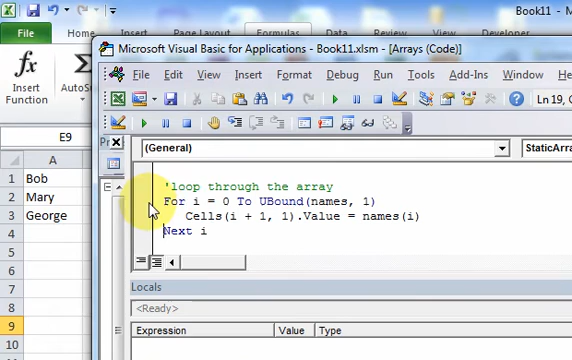 Book11 - M
File Home Page Layout Formulas Data Review View Developer
Insert Function
AutoSu
E9
A
1 Bob
2 Mary
3 George
4
5
6
7
8
9
10
Microsoft Visual Basic for Applications - Book11.xlsm - [Arrays (Code)]
File Edit View Insert Format Debug Run Tools Add-Ins Window Help
Ln 19, C
Pr
(General) StaticArra
'loop through the array
For i = 0 To UBound(names, 1)
Cells(i + 1, 1).Value = names(i)
Next i
Locals
<Ready>
Expression Value Type